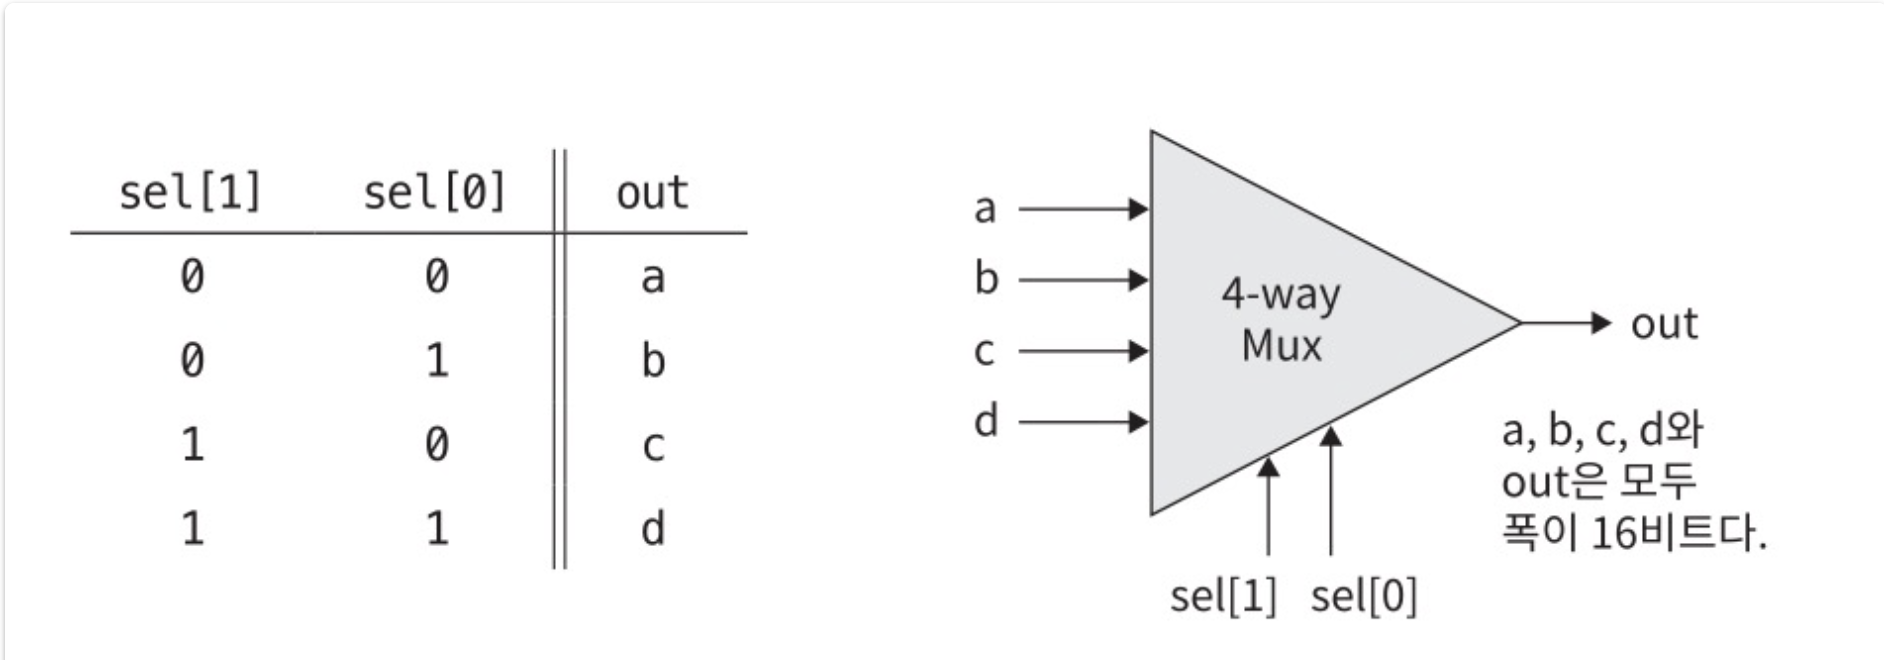 sel[1] sel[0] out
0 0 a
0 1 b
1 0 c
1 1 d
a
b
c
d
4-way
Mux
out
a, b, c, d와
out은 모두
폭이 16비트다.
sel[1] sel[0]